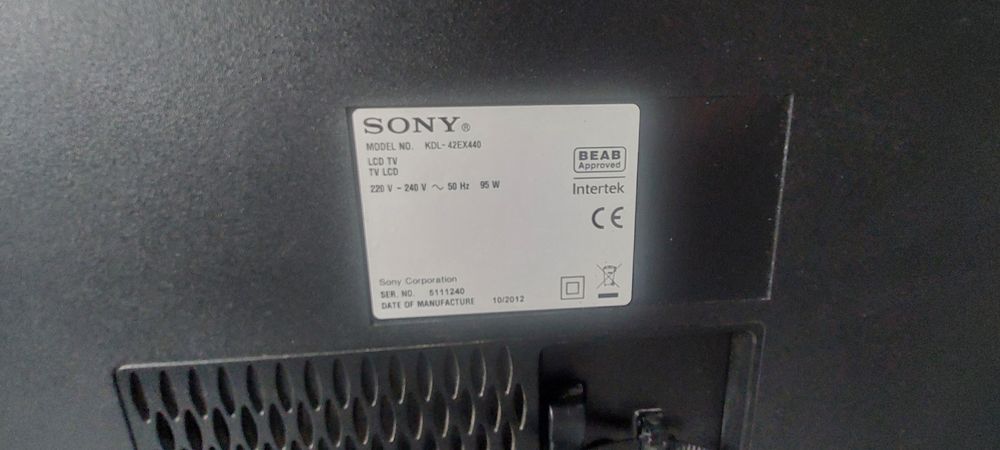 SONY®
MODEL NO. KDL-42EX440
LCD TV
TV LCD
220 V - 240 V ~ 50 Hz 95 W
BEAB
Approved
Intertek
CE
Sony Corporation
SER. NO. 5111240
DATE OF MANUFACTURE 10/2012